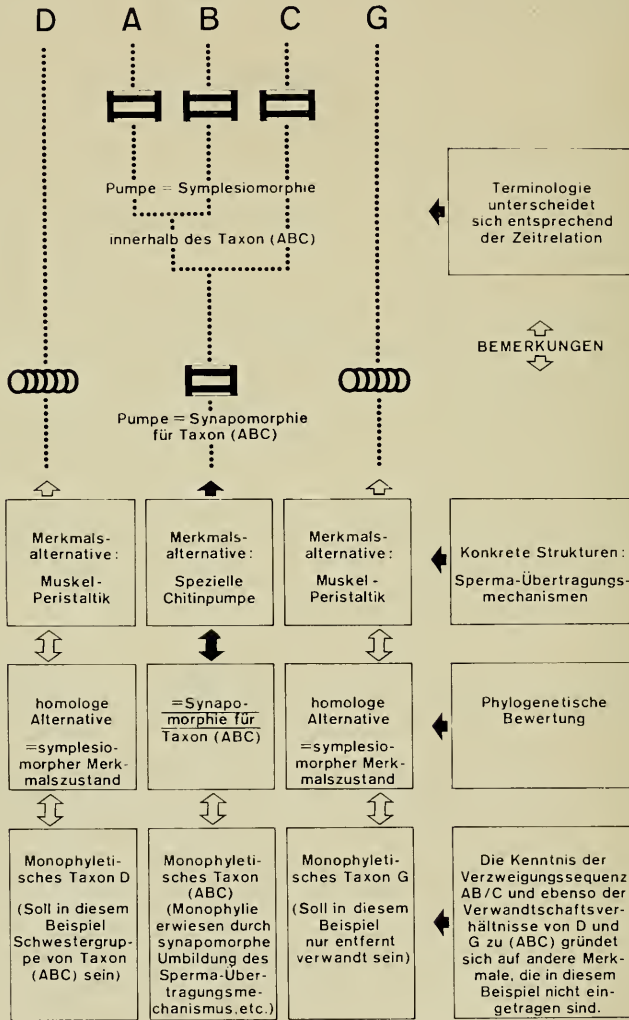 D A B C G
Pumpe = Symplesiomorphie
innerhalb des Taxon (ABC)
Terminologie
unterscheidet
sich entsprechend
der Zeitrelation
BEMERKUNGEN
Pumpe = Synapomorphie
für Taxon (ABC)
Merkmals-
alternative:
Muskel-
Peristaltik
Merkmals-
alternative:
Spezielle
Chitinpumpe
Merkmals-
alternative:
Muskel-
Peristaltik
Konkrete Strukturen:
Sperma-Übertragungs-
mechanismen
homologe
Alternative
=symplesio-
morpher Merk-
malszustand
=Synapo-
morphie für
Taxon (ABC)
homologe
Alternative
=symplesio-
morpher Merk-
malszustand
Phylogenetische
Bewertung
Monophyleti-
sches Taxon D
(Soll in diesem
Beispiel
Schwestergrup-
pe von Taxon
(ABC) sein)
Monophyleti-
sches Taxon
(ABC)
(Monophylie
erwiesen durch
synapomorphe
Umbildung des
Sperma-Über-
tragungsme-
chanismus, etc.)
Monophyleti-
sches Taxon G
(Soll in diesem
Beispiel
nur entfernt
verwandt sein)
Die Kenntnis der
Verzweigungssequenz
AB/C und ebenso der
Verwandtschaftsver-
hältnisse von D und
G zu (ABC) gründet
sich auf andere Merk-
male, die in diesem
Beispiel nicht ein-
getragen sind.